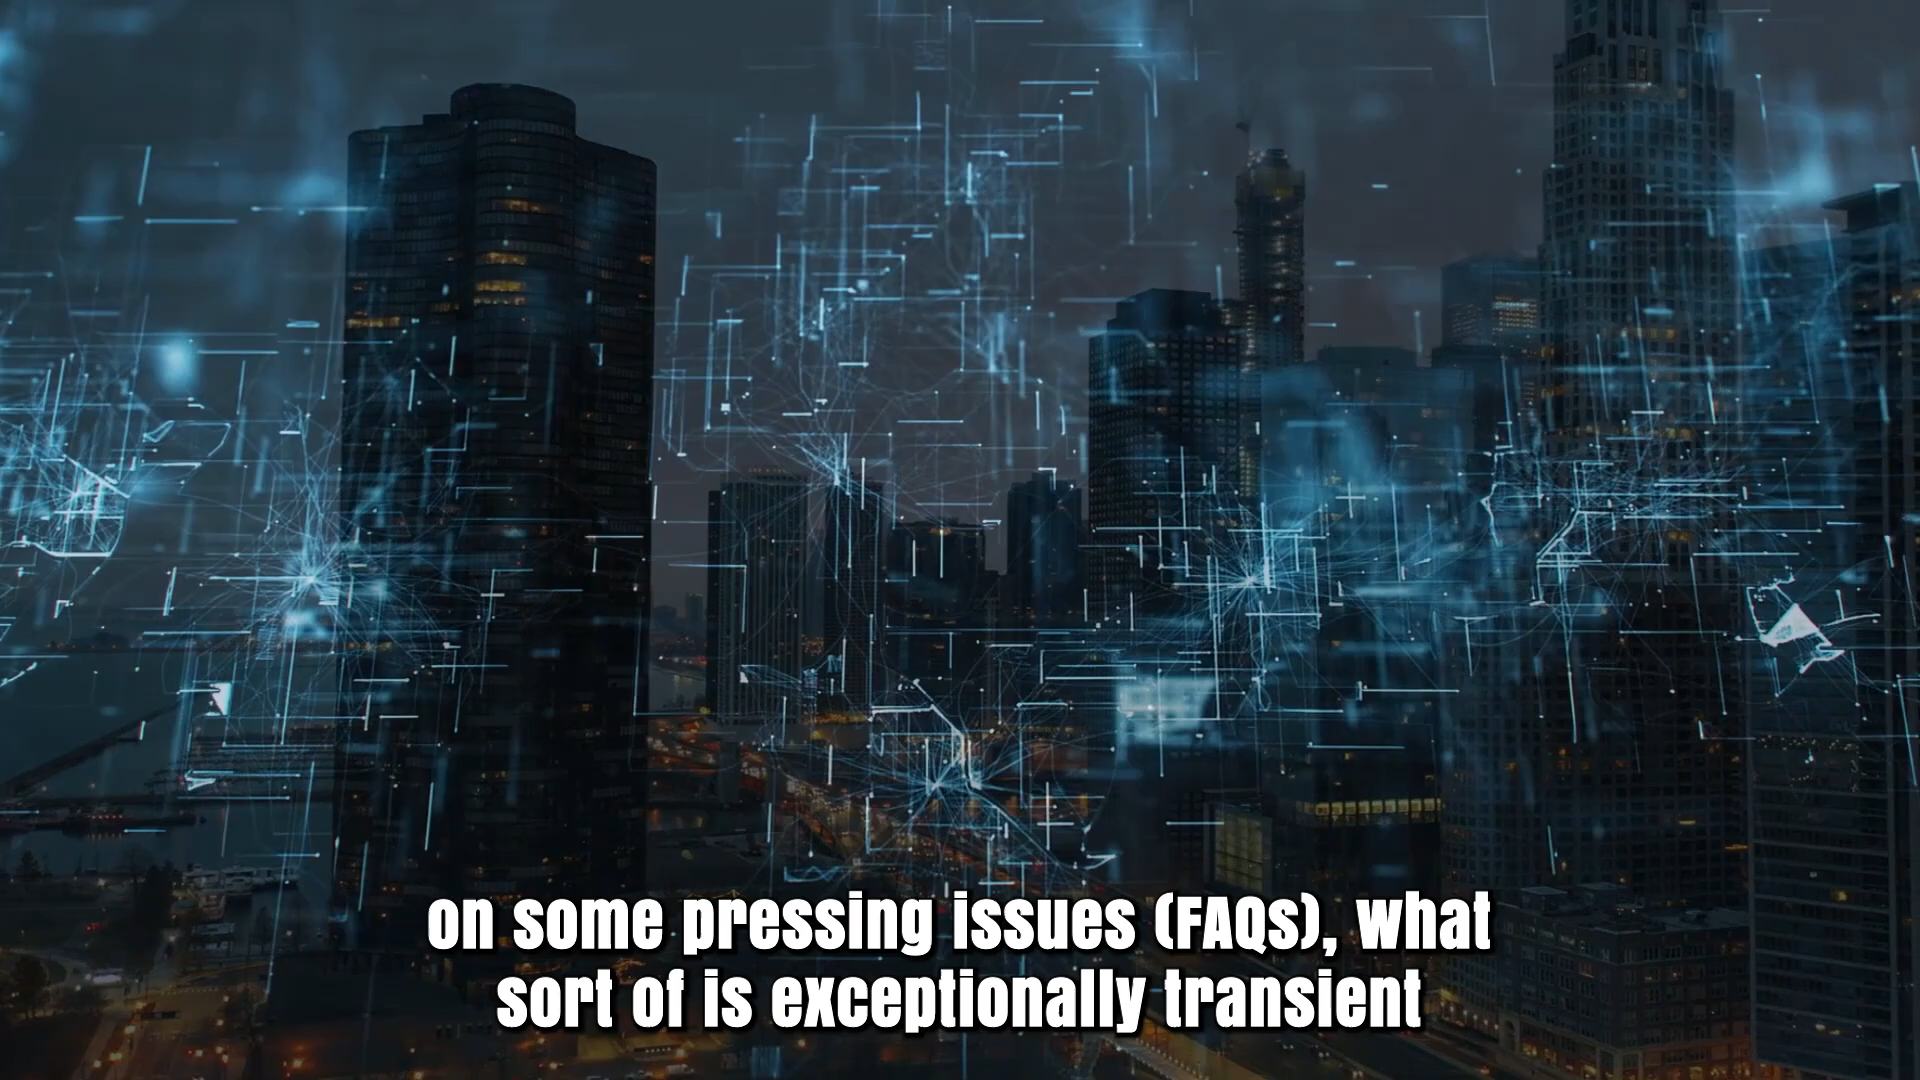 on some pressing issues (FAQs), what
sort of is exceptionally transient